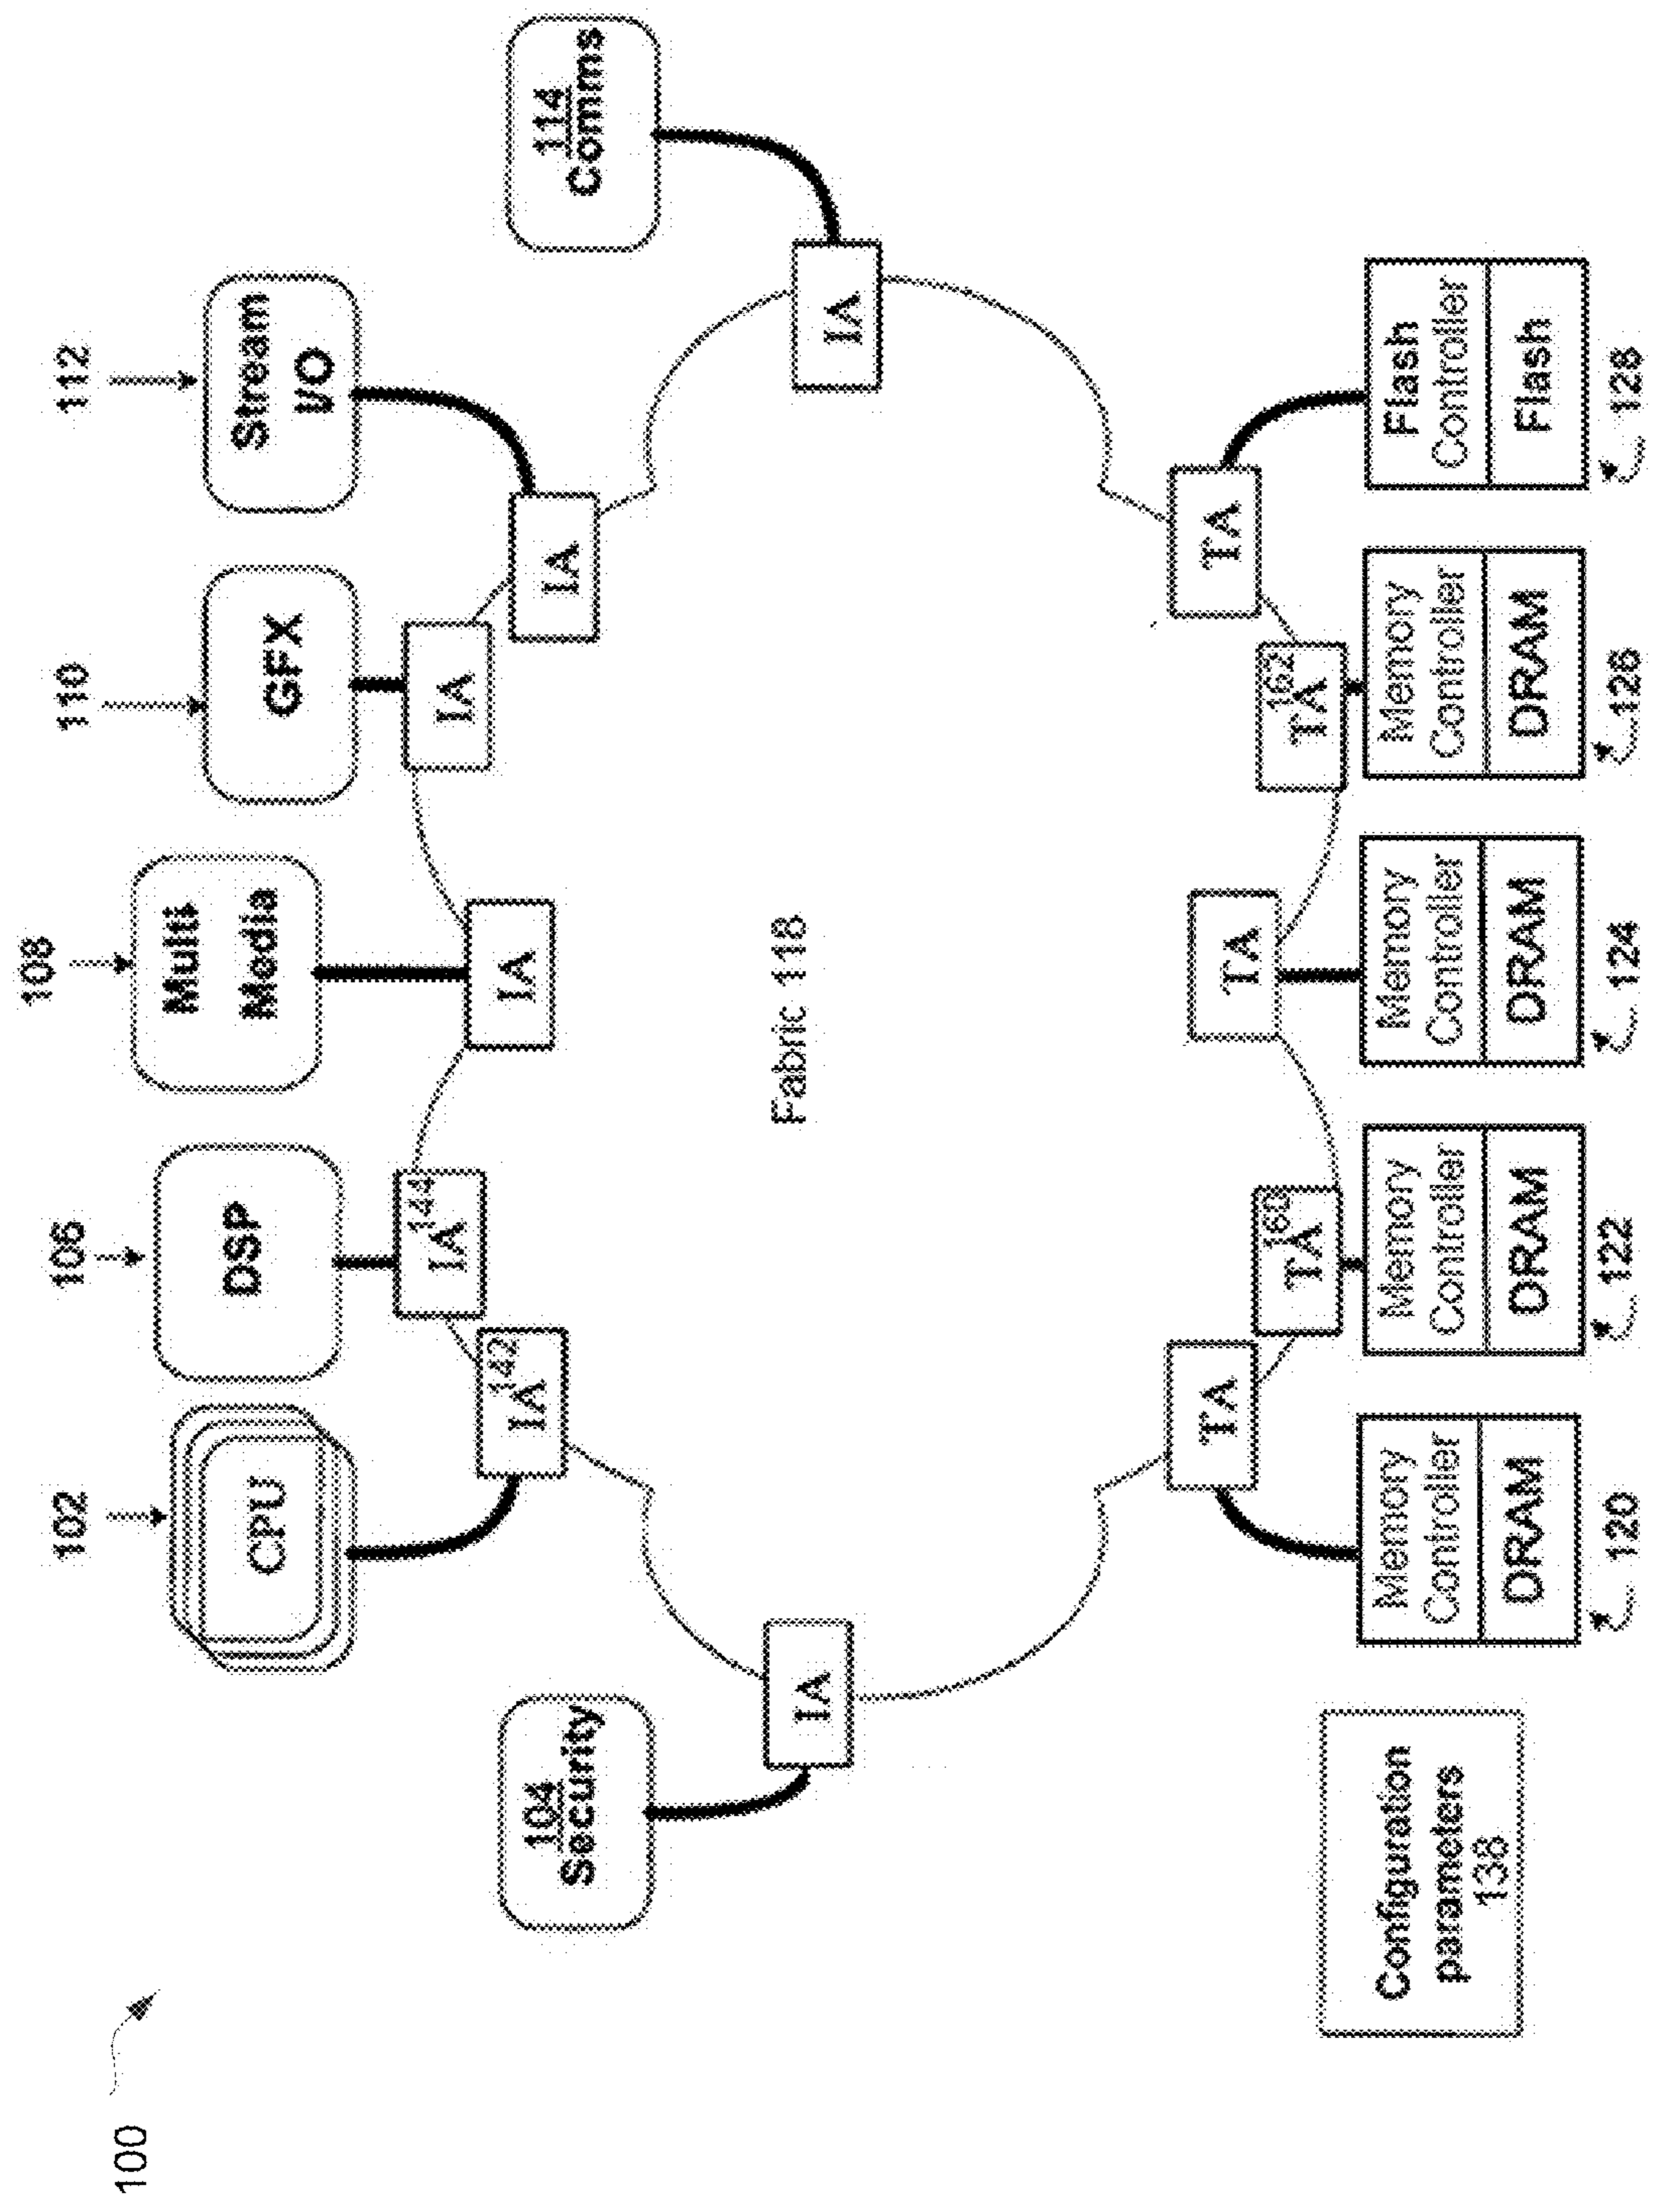 100
102
106
108
110
112
CPU
DSP
Multi
Media
GFX
Stream
I/O
104
Security
114
Comms
IA
IA
142
IA
144
IA
IA
IA
IA
Fabric 118
TA
TA
160
TA
TA
162
TA
Configuration
parameters
138
Memory
Controller
DRAM
Memory
Controller
DRAM
Memory
Controller
DRAM
Memory
Controller
DRAM
Flash
Controller
Flash
120
122
124
126
128